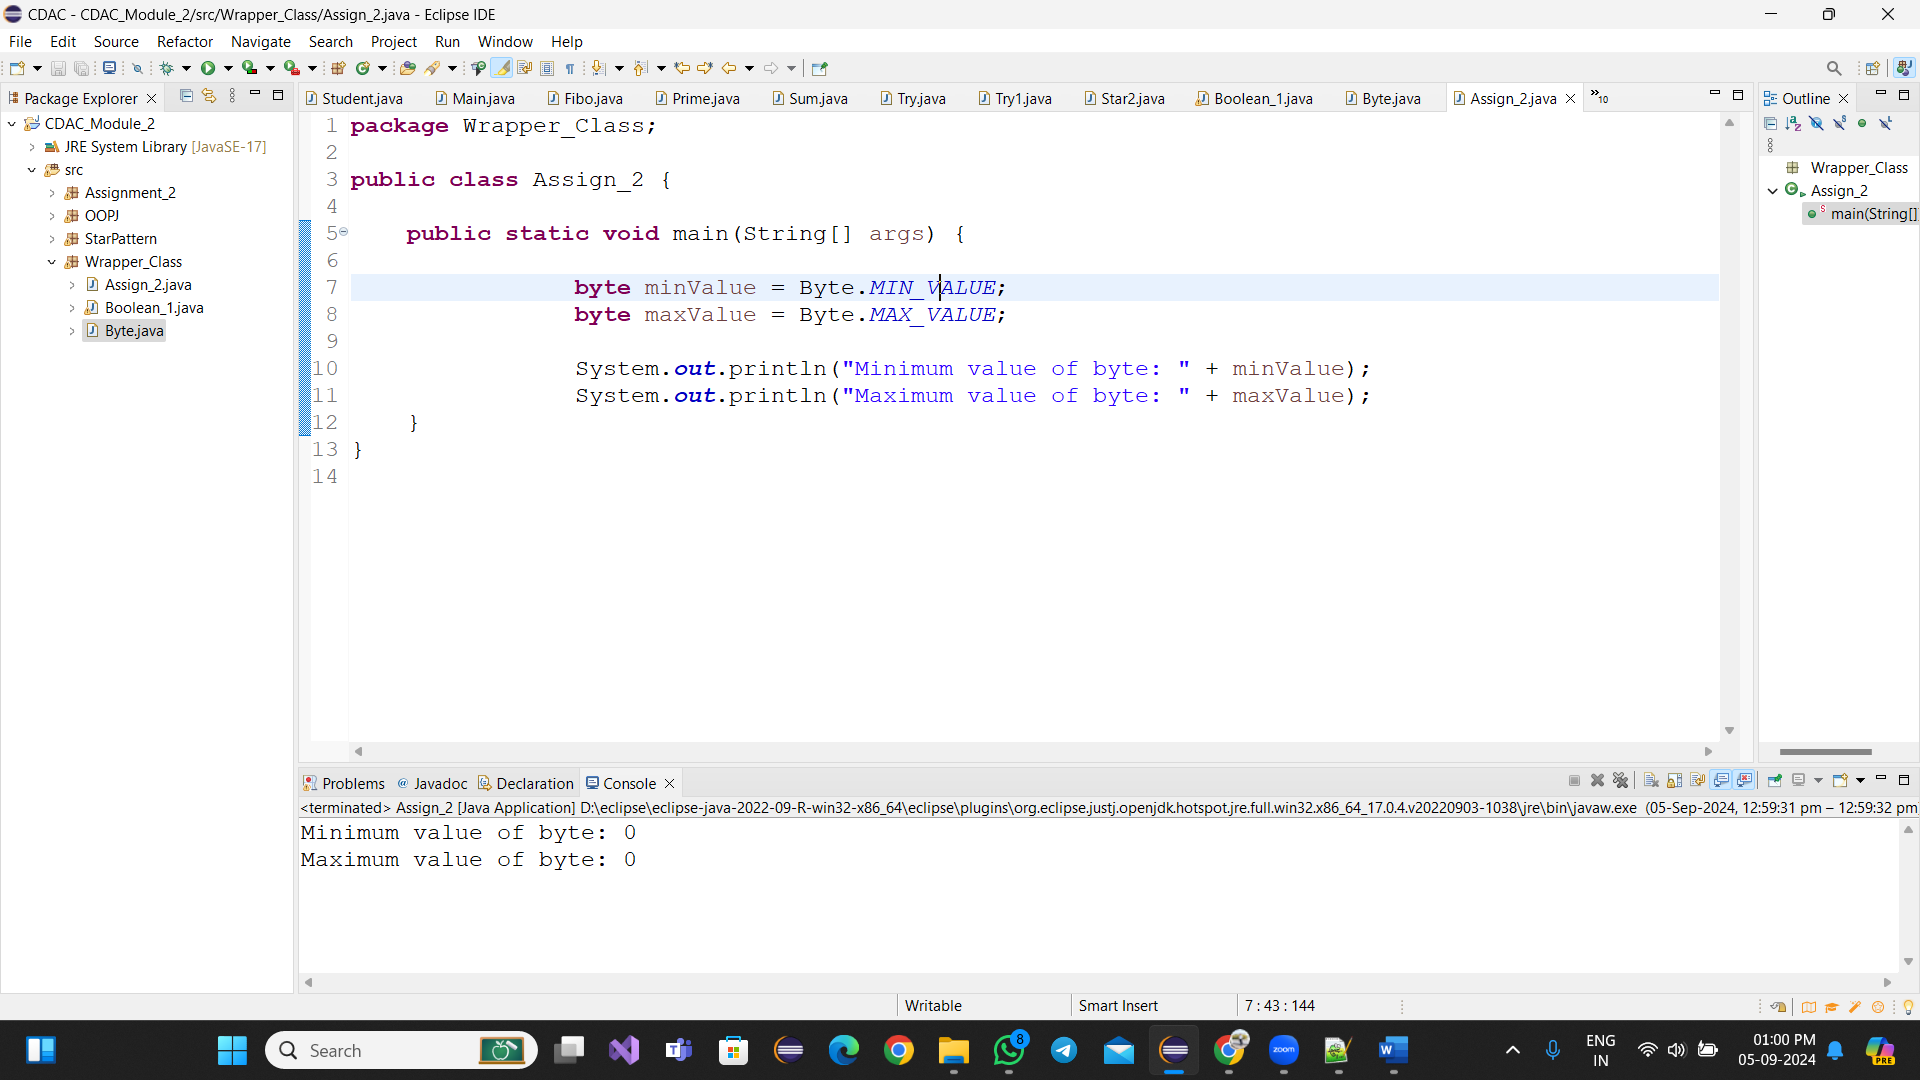 CDAC - CDAC_Module_2/src/Wrapper_Class/Assign_2.java - Eclipse IDE
File Edit Source Refactor Navigate Search Project Run Window Help
Package Explorer
CDAC_Module_2
JRE System Library [JavaSE-17]
src
Assignment_2
OOPJ
StarPattern
Wrapper_Class
Assign_2.java
Boolean_1.java
Byte.java
Student.java Main.java Fibo.java Prime.java Sum.java Try.java Try1.java Star2.java Boolean_1.java Byte.java Assign_2.java »10
1 package Wrapper_Class;
2
3 public class Assign_2 {
4
5 public static void main(String[] args) {
6
7 byte minValue = Byte.MIN_VALUE;
8 byte maxValue = Byte.MAX_VALUE;
9
10 System.out.println("Minimum value of byte: " + minValue);
11 System.out.println("Maximum value of byte: " + maxValue);
12 }
13 }
14
Outline
Wrapper_Class
Assign_2
main(String[]
Problems Javadoc Declaration Console
<terminated> Assign_2 [Java Application] D:\eclipse\eclipse-java-2022-09-R-win32-x86_64\eclipse\plugins\org.eclipse.justj.openjdk.hotspot.jre.full.win32.x86_64_17.0.4.v20220903-1038\jre\bin\javaw.exe (05-Sep-2024, 12:59:31 pm – 12:59:32 pm
Minimum value of byte: 0
Maximum value of byte: 0
Writable Smart Insert 7 : 43 : 144
Search
8
zoom
ENG
IN
01:00 PM
05-09-2024
PRE